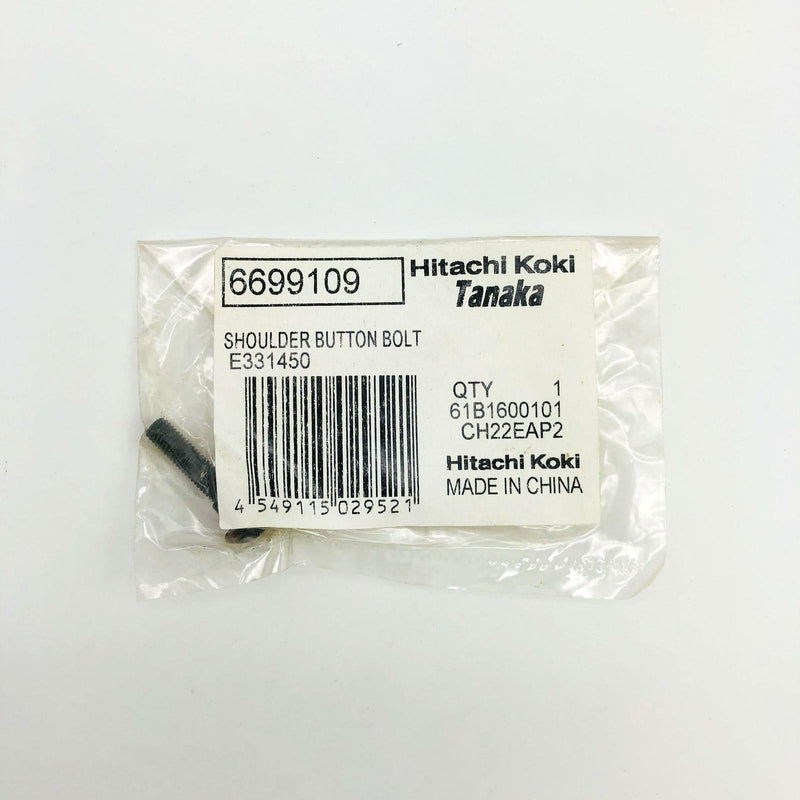 6699109
Hitachi Koki
Tanaka
SHOULDER BUTTON BOLT
E331450
QTY 1
61B1600101
CH22EAP2
Hitachi Koki
MADE IN CHINA
4 549115 029521